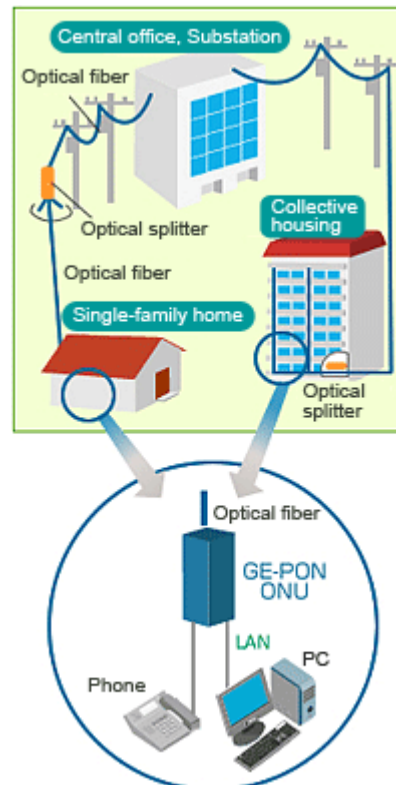 Central office, Substation
Optical fiber
Optical splitter
Optical fiber
Collective
housing
Single-family home
Optical
splitter
Optical fiber
GE-PON
ONU
LAN
PC
Phone